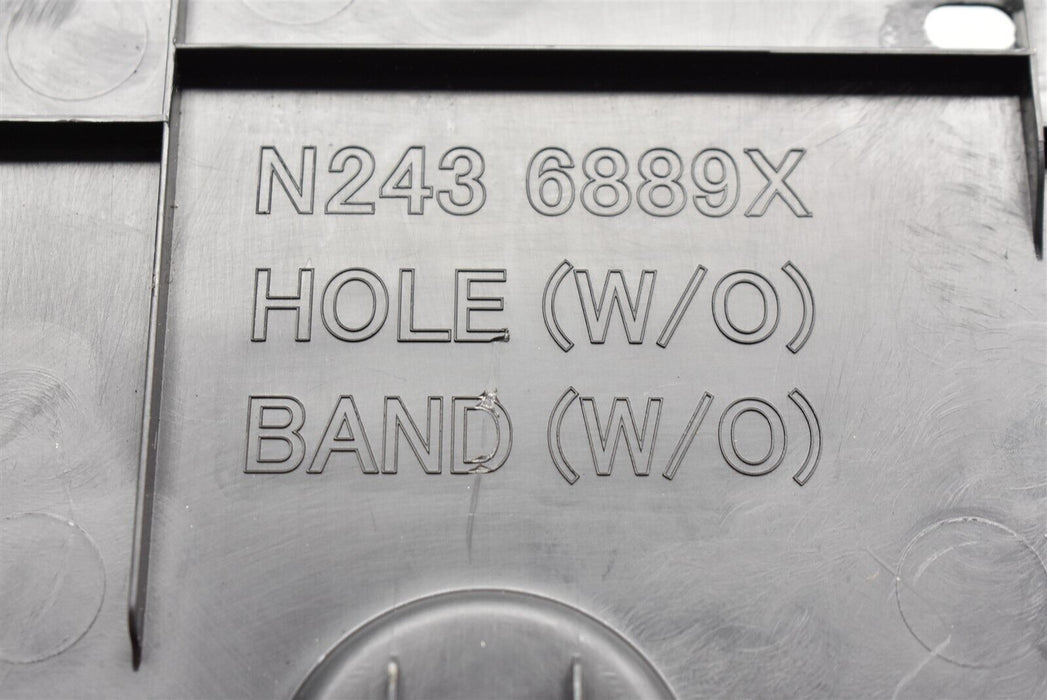 N243 6889X
HOLE (W/O)
BAND (W/O)